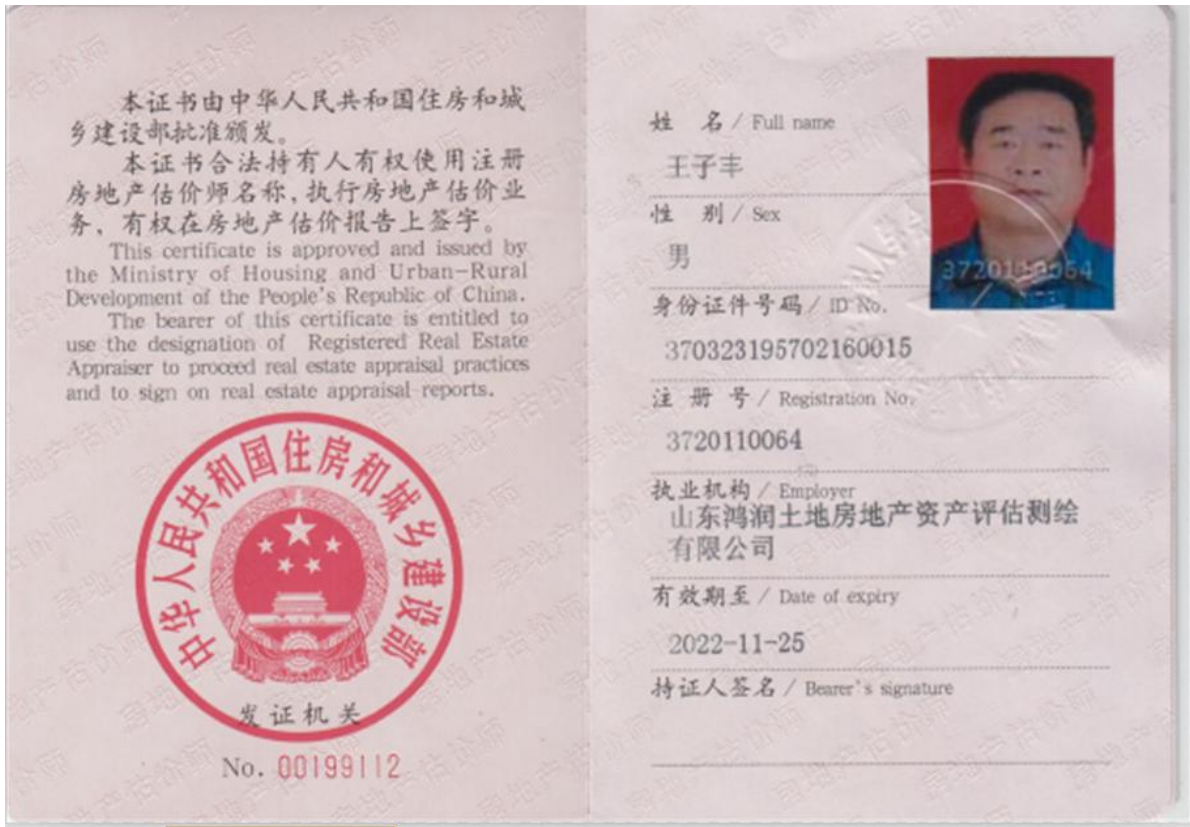 本证书由中华人民共和国住房和城
乡建设部批准颁发。
本证书合法持有人有权使用注册
房地产估价师名称,执行房地产估价业
务,有权在房地产估价报告上签字。
This certificate is approved and issued by
the Ministry of Housing and Urban-Rural
Development of the People's Republic of China.
The bearer of this certificate is entitled to
use the designation of Registered Real Estate
Appraiser to proceed real estate appraisal practices
and to sign on real estate appraisal reports.
中华人民共和国住房和城乡建设部
发证机关
No. 00199112
姓 名 / Full name
王子丰
性 别 / Sex
男
身份证件号码 / ID No.
370323195702160015
注 册 号 / Registration No.
3720110064
执业机构 / Employer
山东鸿润土地房地产资产评估测绘
有限公司
有效期至 / Date of expiry
2022-11-25
持证人签名 / Bearer's signature
3720110064